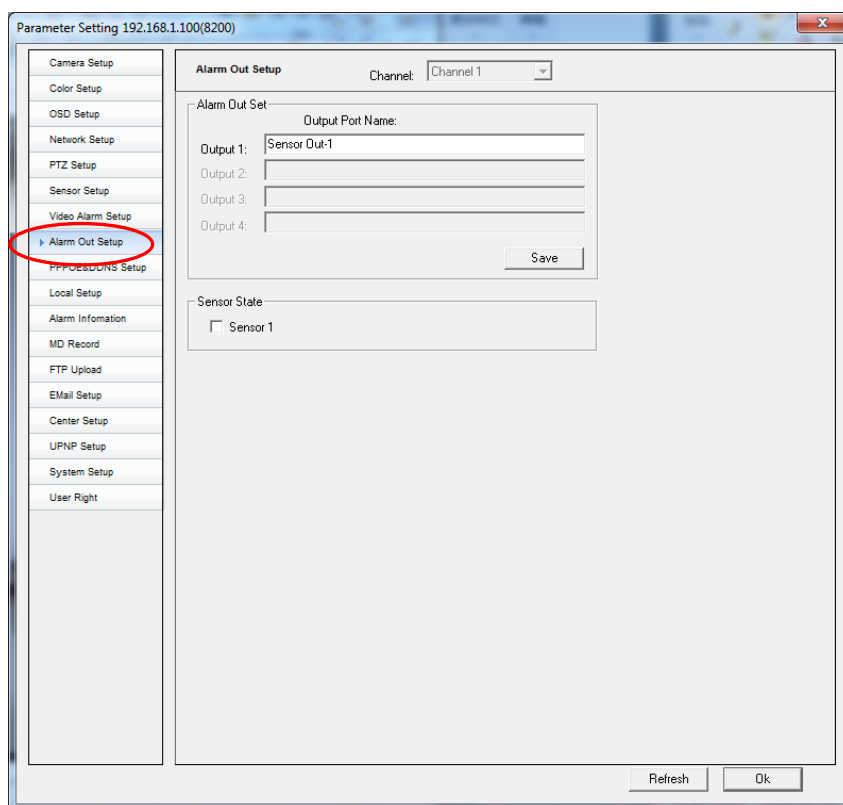 Parameter Setting 192.168.1.100(8200)
Camera Setup
Color Setup
OSD Setup
Network Setup
PTZ Setup
Sensor Setup
Video Alarm Setup
Alarm Out Setup
PPPOE&DDNS Setup
Local Setup
Alarm Infomation
MD Record
FTP Upload
EMail Setup
Center Setup
UPNP Setup
System Setup
User Right
Alarm Out Setup
Channel: Channel 1
Alarm Out Set
Output Port Name:
Output 1: Sensor Out-1
Output 2:
Output 3:
Output 4:
Save
Sensor State
Sensor 1
Refresh Ok